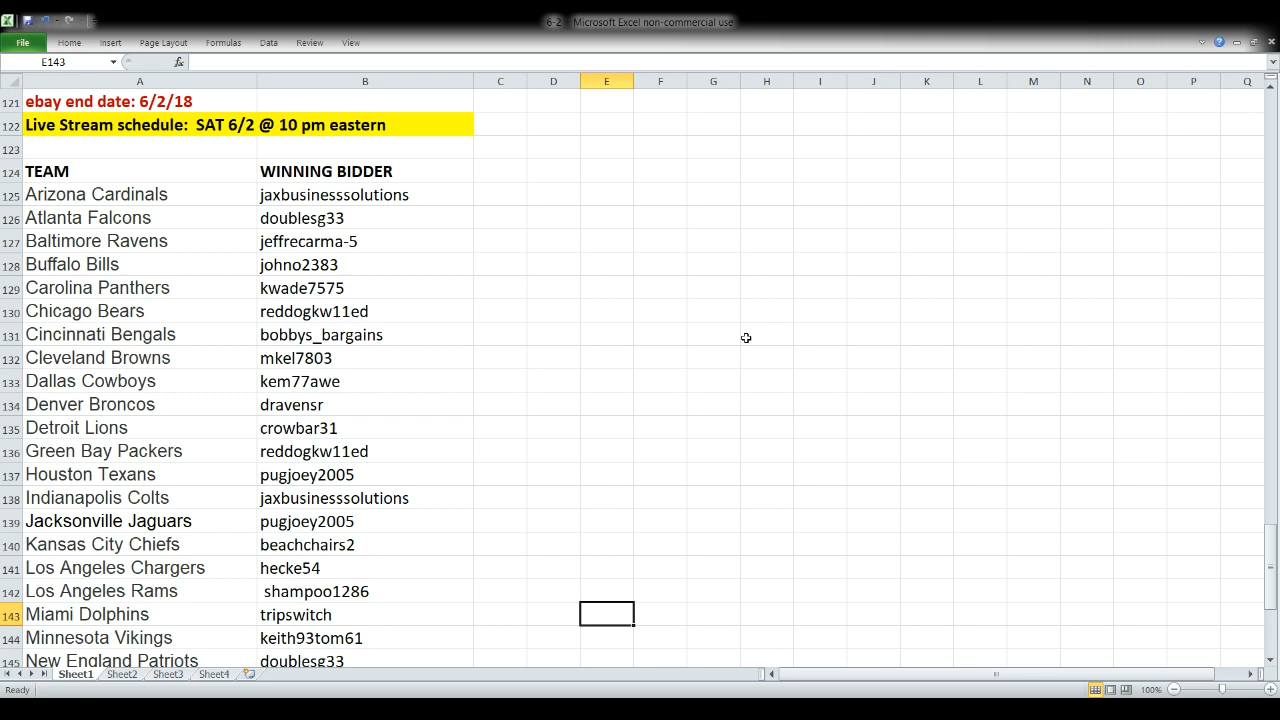 6-2 - Microsoft Excel non-commercial use
File Home Insert Page Layout Formulas Data Review View
E143 fx
A B C D E F G H I J K L M N O P Q
121 ebay end date: 6/2/18
122 Live Stream schedule:  SAT 6/2 @ 10 pm eastern
123
124 TEAM WINNING BIDDER
125 Arizona Cardinals jaxbusinesssolutions
126 Atlanta Falcons doublesg33
127 Baltimore Ravens jeffrecarma-5
128 Buffalo Bills johno2383
129 Carolina Panthers kwade7575
130 Chicago Bears reddogkw11ed
131 Cincinnati Bengals bobbys_bargains
132 Cleveland Browns mkel7803
133 Dallas Cowboys kem77awe
134 Denver Broncos dravensr
135 Detroit Lions crowbar31
136 Green Bay Packers reddogkw11ed
137 Houston Texans pugjoey2005
138 Indianapolis Colts jaxbusinesssolutions
139 Jacksonville Jaguars pugjoey2005
140 Kansas City Chiefs beachchairs2
141 Los Angeles Chargers hecke54
142 Los Angeles Rams shampoo1286
143 Miami Dolphins tripswitch
144 Minnesota Vikings keith93tom61
145 New England Patriots doublesg33
Sheet1 Sheet2 Sheet3 Sheet4
Ready 100%